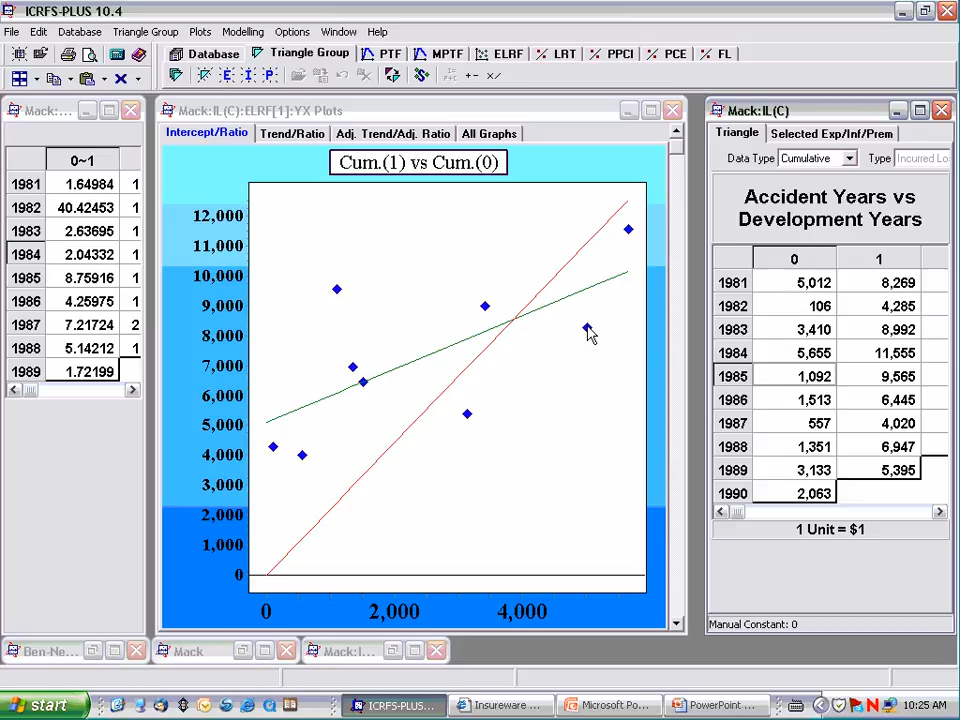 ICRFS-PLUS 10.4
File Edit Database Triangle Group Plots Modelling Options Window Help
Database Triangle Group PTF MPTF ELRF LRT PPCI PCE FL
Mack:...
0~1
1981 1.64984 1
1982 40.42453 1
1983 2.63695 1
1984 2.04332 1
1985 8.75916 1
1986 4.25975 1
1987 7.21724 2
1988 5.14212 1
1989 1.72199
Mack:IL(C):ELRF[1]:YX Plots
Intercept/Ratio Trend/Ratio Adj. Trend/Adj. Ratio All Graphs
Cum.(1) vs Cum.(0)
12,000
11,000
10,000
9,000
8,000
7,000
6,000
5,000
4,000
3,000
2,000
1,000
0
0 2,000 4,000
Mack:IL(C)
Triangle Selected Exp/Inf/Prem
Data Type Cumulative Type Incurred Lo
Accident Years vs
Development Years
0 1
1981 5,012 8,269
1982 106 4,285
1983 3,410 8,992
1984 5,655 11,555
1985 1,092 9,565
1986 1,513 6,445
1987 557 4,020
1988 1,351 6,947
1989 3,133 5,395
1990 2,063
1 Unit = $1
Manual Constant: 0
Ben-Ne... Mack Mack:I...
start ICRFS-PLUS... Insureware ... Microsoft Po... PowerPoint ... 10:25 AM